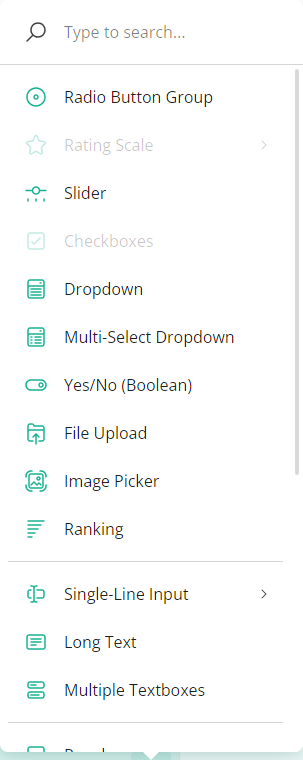 Type to search...
Radio Button Group
Rating Scale
Slider
Checkboxes
Dropdown
Multi-Select Dropdown
Yes/No (Boolean)
File Upload
Image Picker
Ranking
Single-Line Input
Long Text
Multiple Textboxes